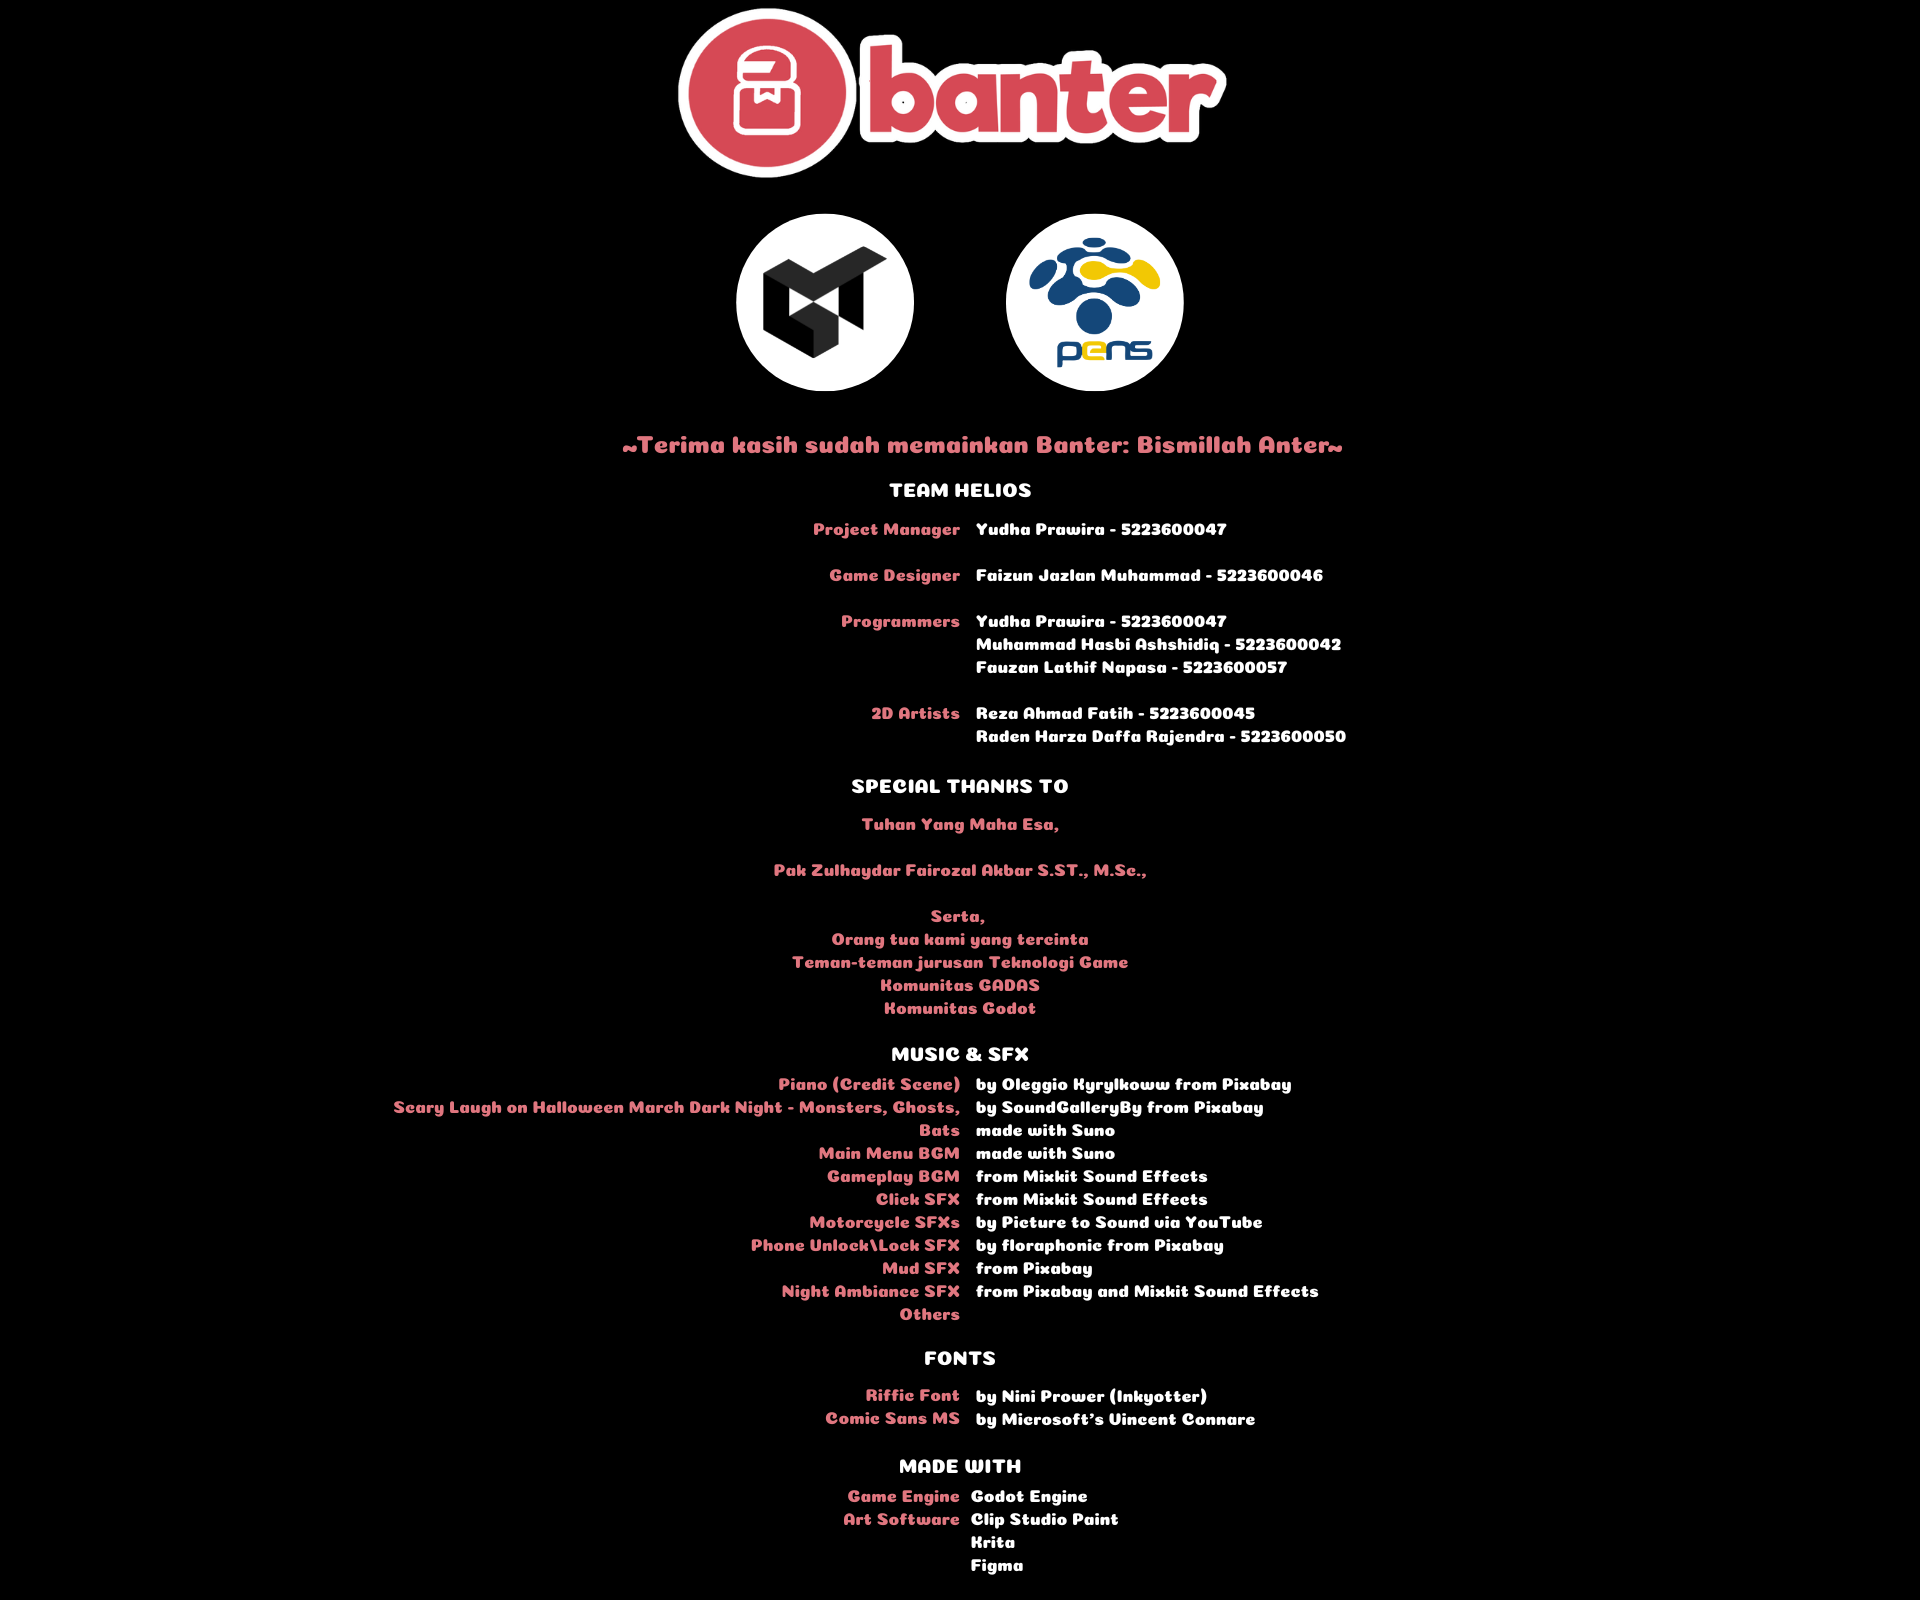 banter
pens
~Terima kasih sudah memainkan Banter: Bismillah Anter~
TEAM HELIOS
Project Manager Yudha Prawira - 5223600047
Game Designer Faizun Jazlan Muhammad - 5223600046
Programmers Yudha Prawira - 5223600047
Muhammad Hasbi Ashshidiq - 5223600042
Fauzan Lathif Napasa - 5223600057
2D Artists Reza Ahmad Fatih - 5223600045
Raden Harza Daffa Rajendra - 5223600050
SPECIAL THANKS TO
Tuhan Yang Maha Esa,
Pak Zulhaydar Fairozal Akbar S.ST., M.Sc.,
Serta,
Orang tua kami yang tercinta
Teman-teman jurusan Teknologi Game
Komunitas GADAS
Komunitas Godot
MUSIC & SFX
Piano (Credit Scene) by Oleggio Kyrylkoww from Pixabay
Scary Laugh on Halloween March Dark Night - Monsters, Ghosts, by SoundGalleryBy from Pixabay
Bats made with Suno
Main Menu BGM made with Suno
Gameplay BGM from Mixkit Sound Effects
Click SFX from Mixkit Sound Effects
Motorcycle SFXs by Picture to Sound via YouTube
Phone Unlock\Lock SFX by floraphonic from Pixabay
Mud SFX from Pixabay
Night Ambiance SFX from Pixabay and Mixkit Sound Effects
Others
FONTS
Riffic Font by Nini Prower (Inkyotter)
Comic Sans MS by Microsoft's Vincent Connare
MADE WITH
Game Engine Godot Engine
Art Software Clip Studio Paint
Krita
Figma